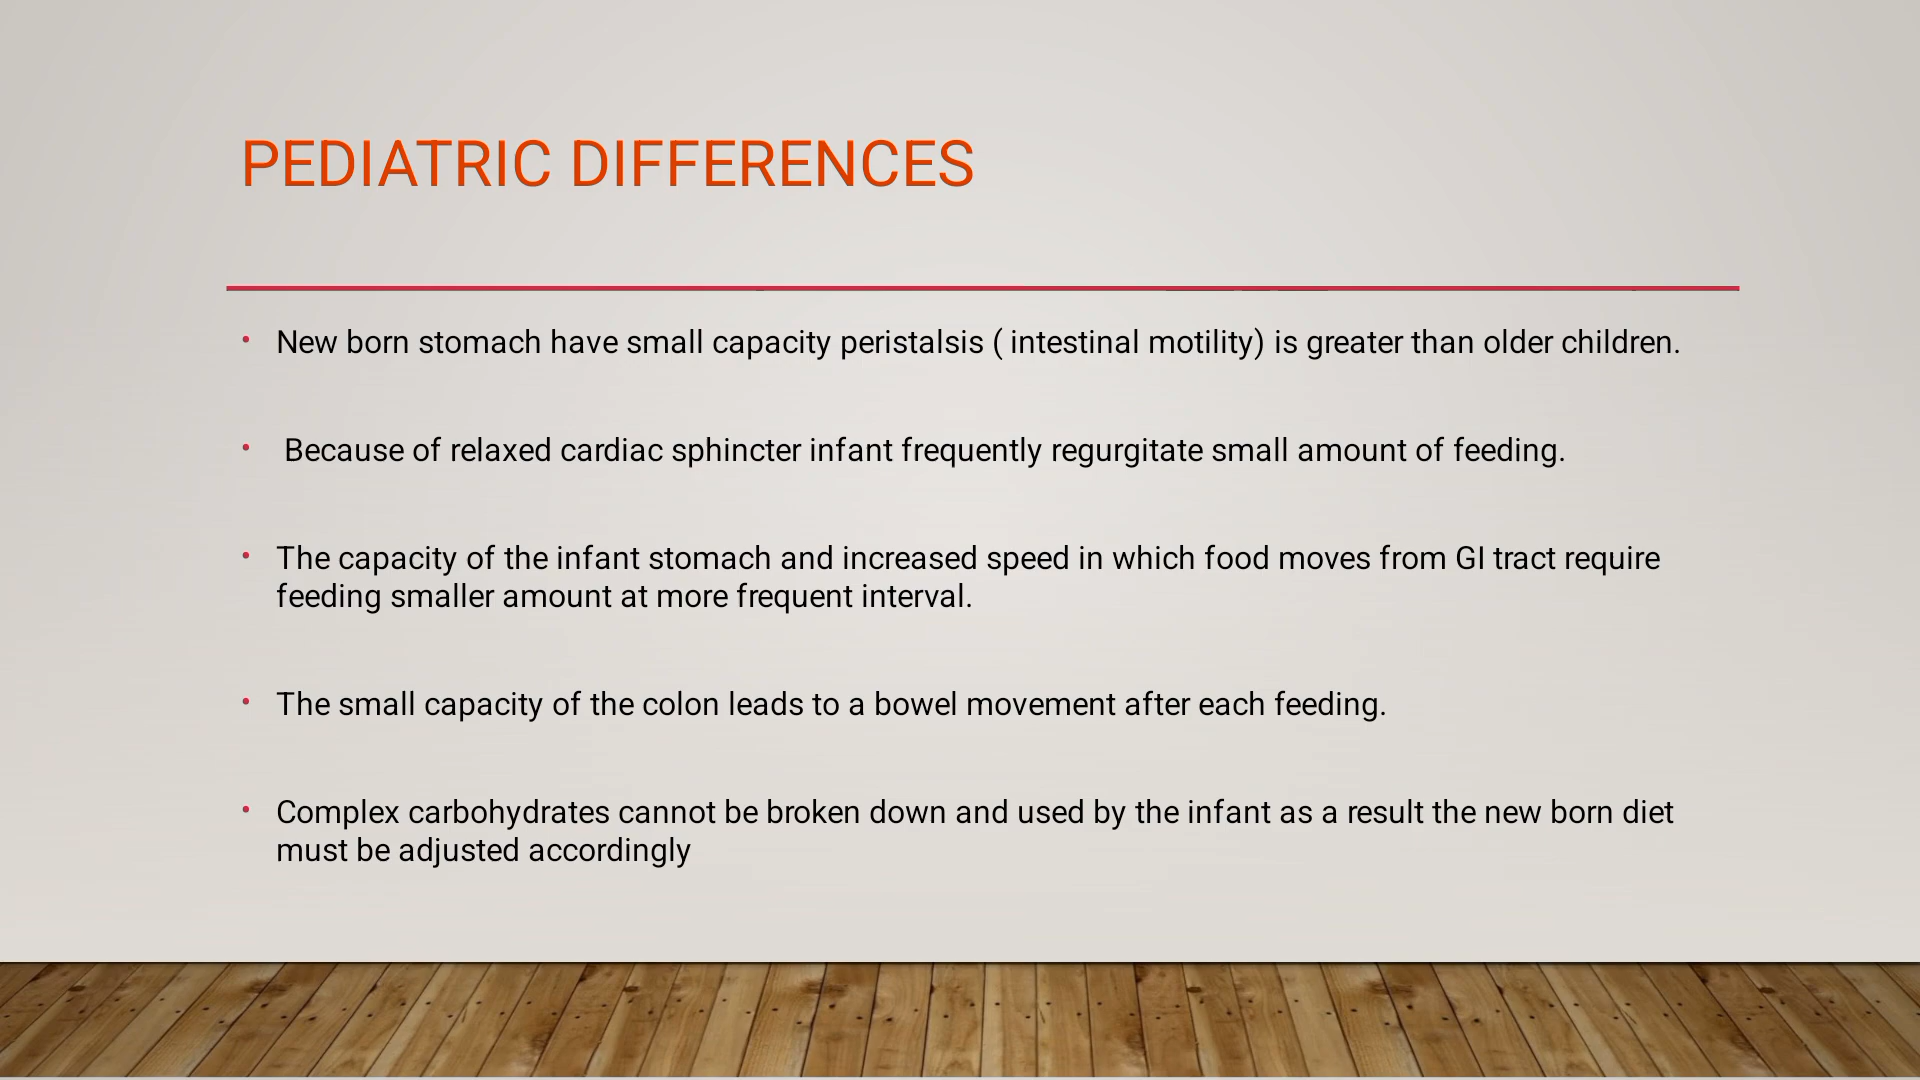 PEDIATRIC DIFFERENCES
• New born stomach have small capacity peristalsis ( intestinal motility) is greater than older children.
• Because of relaxed cardiac sphincter infant frequently regurgitate small amount of feeding.
• The capacity of the infant stomach and increased speed in which food moves from GI tract require
feeding smaller amount at more frequent interval.
• The small capacity of the colon leads to a bowel movement after each feeding.
• Complex carbohydrates cannot be broken down and used by the infant as a result the new born diet
must be adjusted accordingly